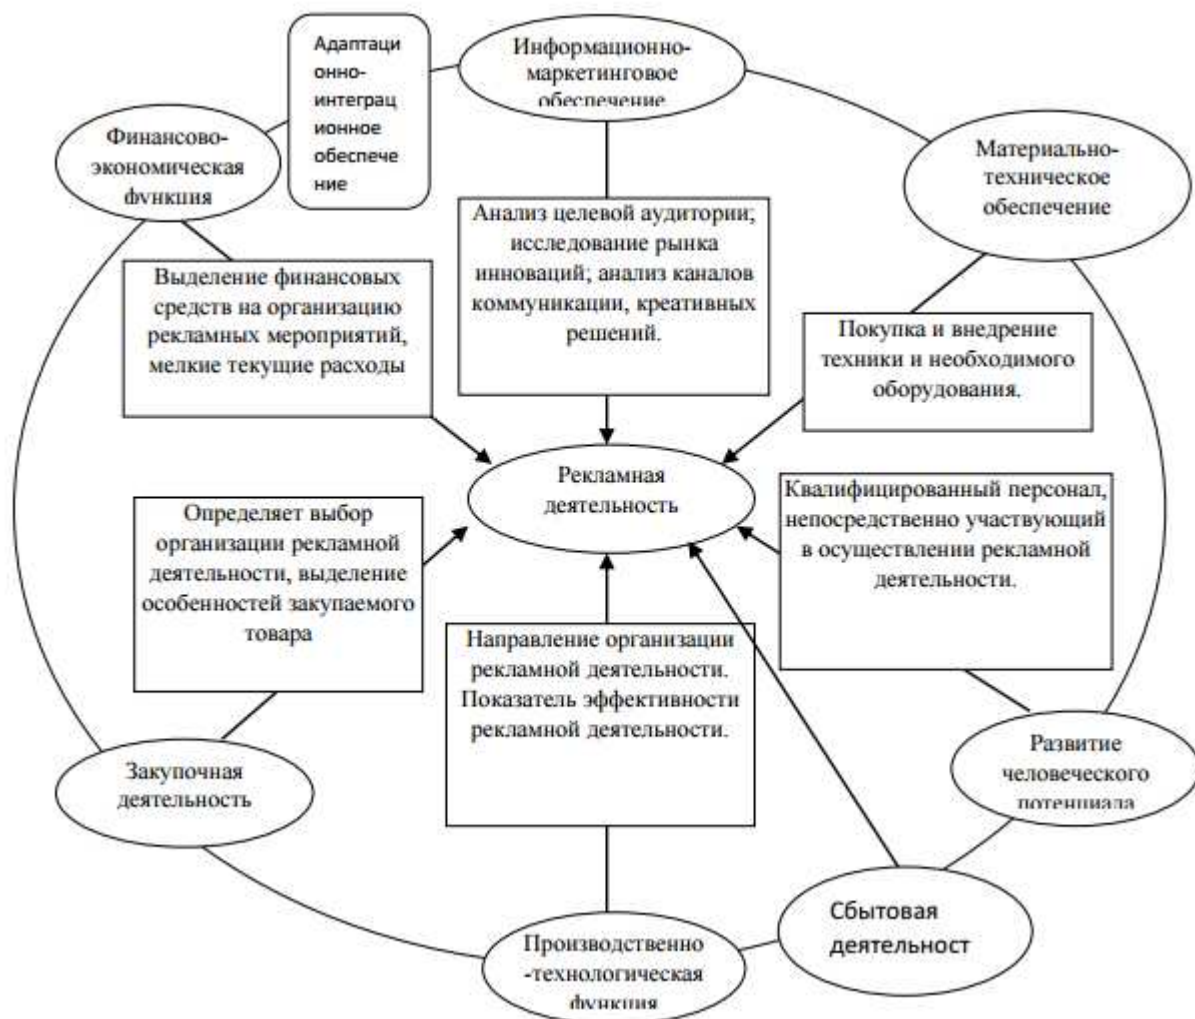 Адаптаци
онно-
интеграц
ионное
обеспече
ние
Информационно-
маркетинговое
обеспечение
Финансово-
экономическая
функция
Материально-
техническое
обеспечение
Анализ целевой аудитории;
исследование рынка
инноваций; анализ каналов
коммуникации, креативных
решений.
Выделение финансовых
средств на организацию
рекламных мероприятий,
мелкие текущие расходы
Покупка и внедрение
техники и необходимого
оборудования.
Рекламная
деятельность
Определяет выбор
организации рекламной
деятельности, выделение
особенностей закупаемого
товара
Квалифицированный персонал,
непосредственно участвующий
в осуществлении рекламной
деятельности.
Направление организации
рекламной деятельности.
Показатель эффективности
рекламной деятельности.
Закупочная
деятельность
Развитие
человеческого
потенциала
Сбытовая
деятельност
Производственно
-технологическая
функция